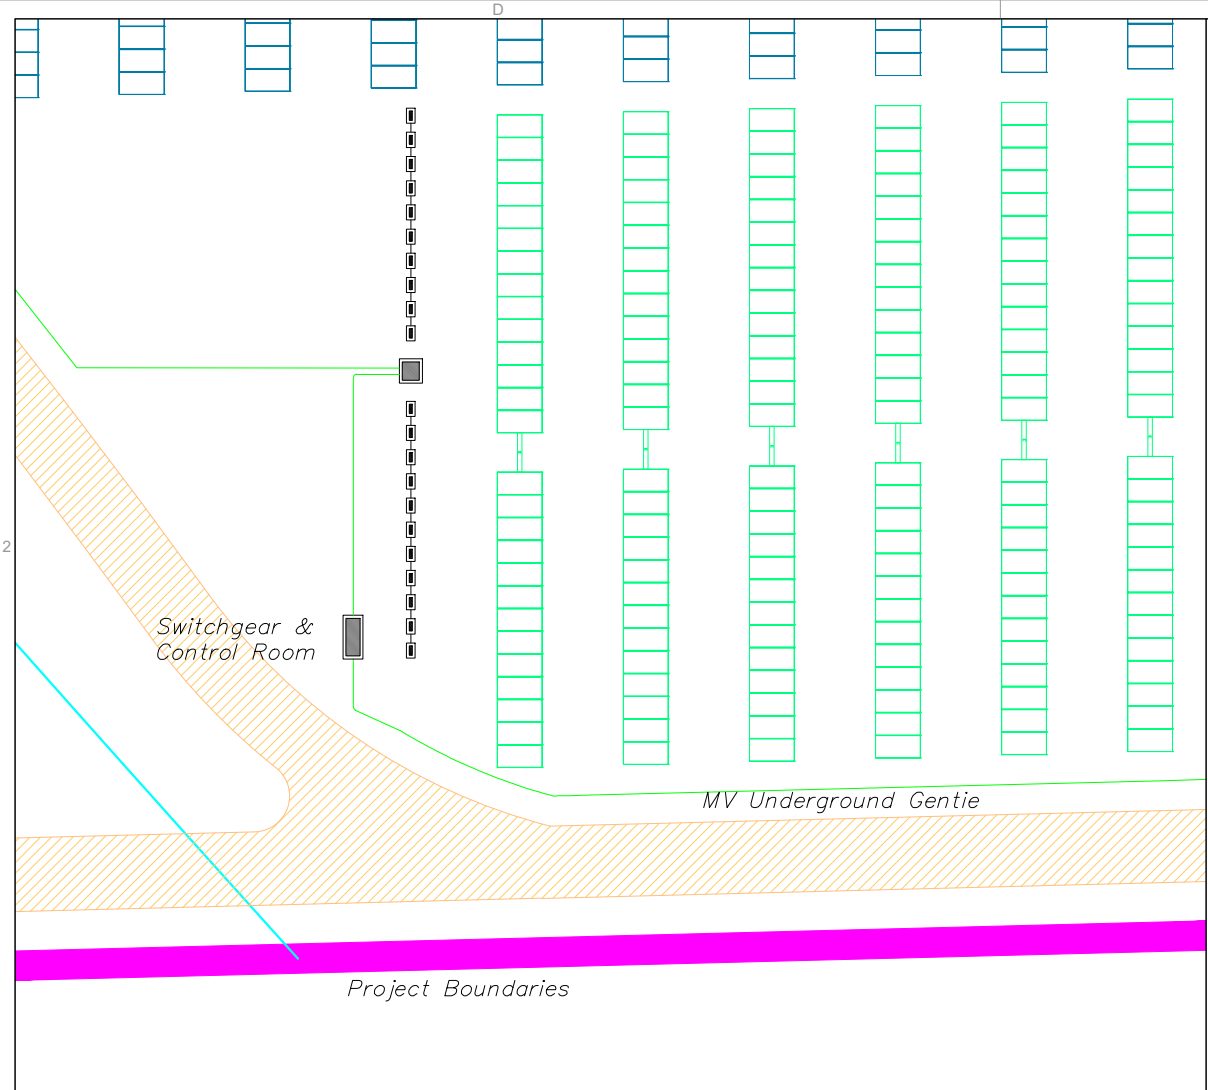 D
2
Switchgear &
Control Room
MV Underground Gentie
Project Boundaries